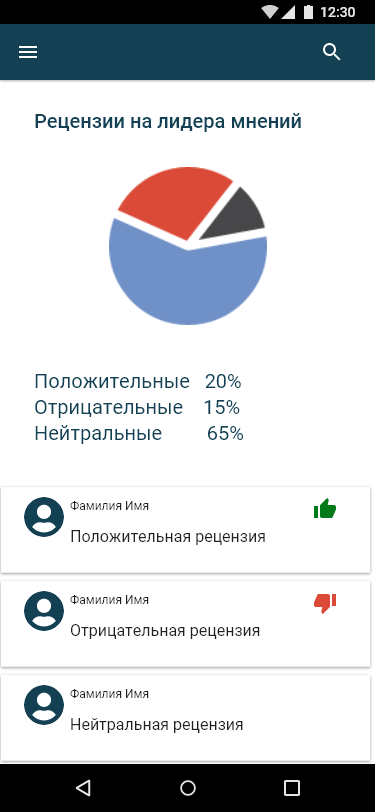 12:30
Рецензии на лидера мнений
Положительные 20%
Отрицательные 15%
Нейтральные 65%
Фамилия Имя
Положительная рецензия
Фамилия Имя
Отрицательная рецензия
Фамилия Имя
Нейтральная рецензия